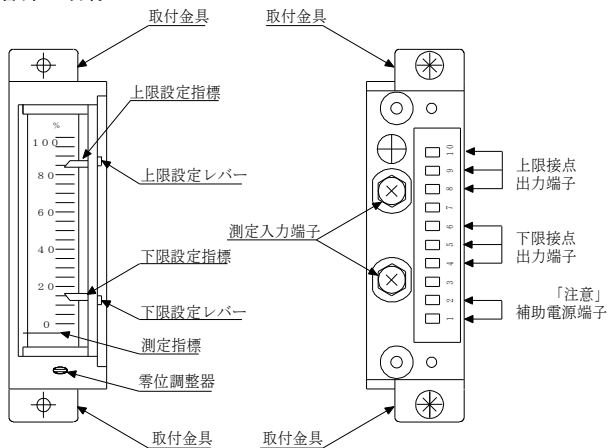 取付金具
取付金具
%
100
80
60
40
20
0
上限設定指標
上限設定レバー
下限設定指標
下限設定レバー
測定指標
零位調整器
取付金具
取付金具
測定入力端子
10
9
8
7
6
5
4
3
2
1
上限接点
出力端子
下限接点
出力端子
「注意」
補助電源端子